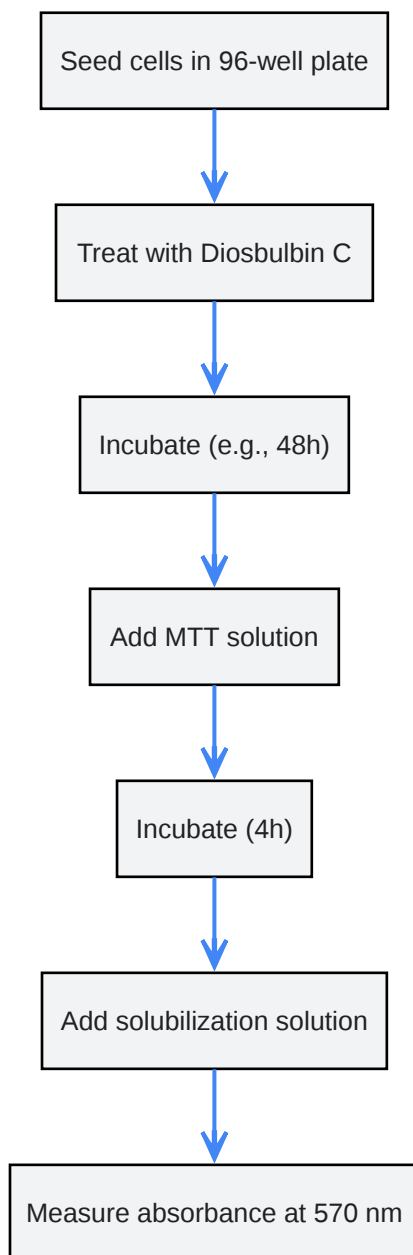 Seed cells in 96-well plate
Treat with Diosbulbin C
Incubate (e.g., 48h)
Add MTT solution
Incubate (4h)
Add solubilization solution
Measure absorbance at 570 nm